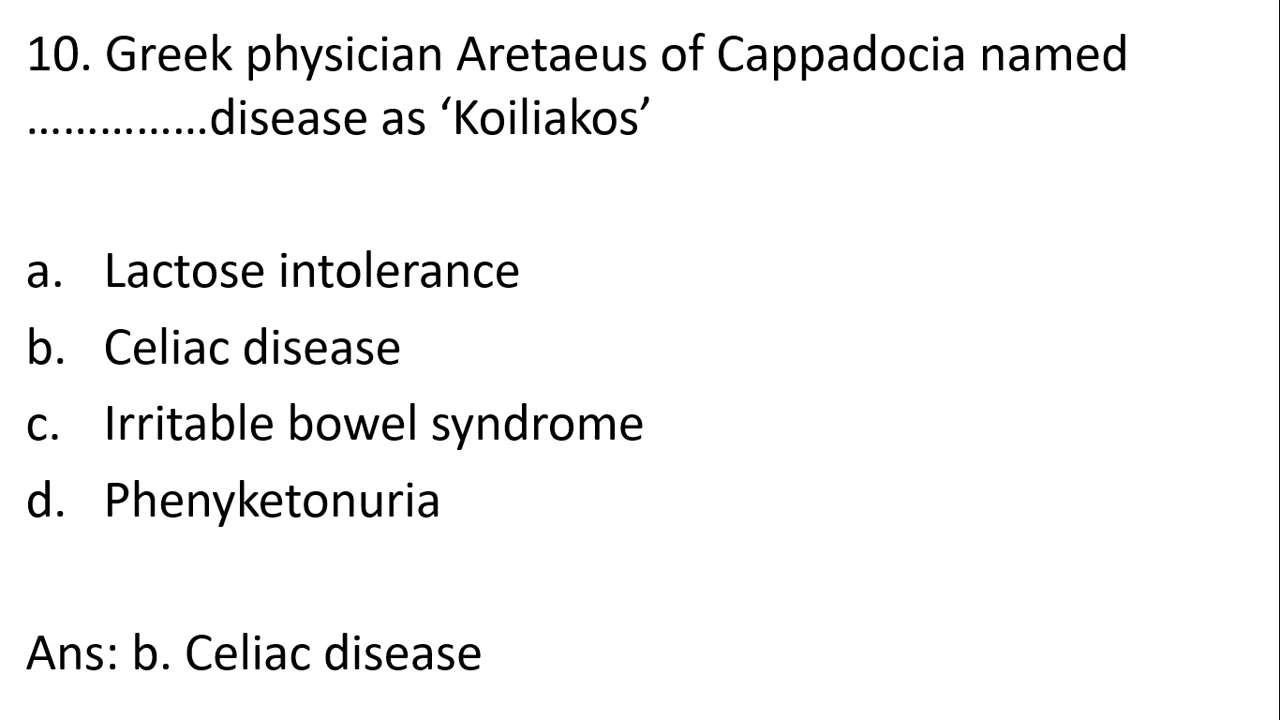 10. Greek physician Aretaeus of Cappadocia named
……………disease as ‘Koiliakos’
a. Lactose intolerance
b. Celiac disease
c. Irritable bowel syndrome
d. Phenyketonuria
Ans: b. Celiac disease